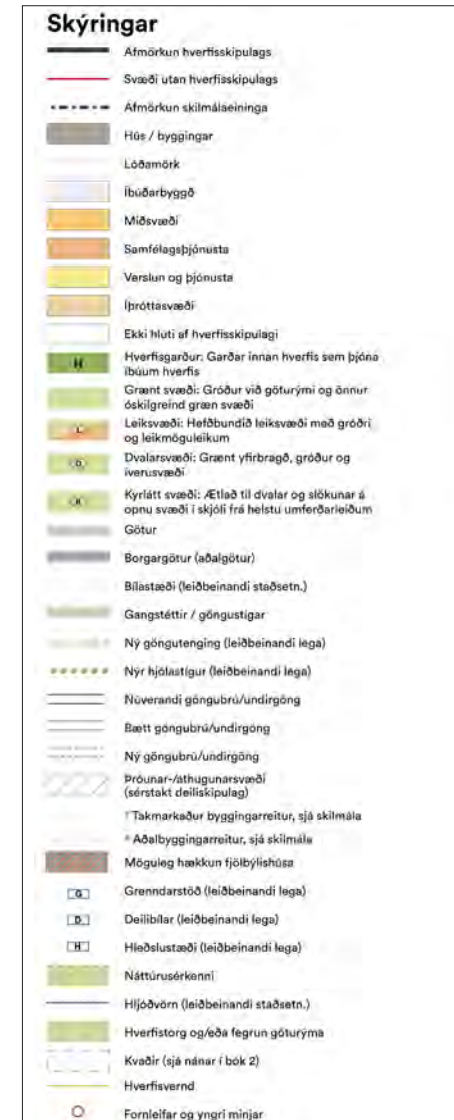 Skýringar
Afmörkun hverfisskipulags
Svæði utan hverfisskipulags
Afmörkun skilmálaeininga
Hús / byggingar
Lóðamörk
Íbúðarbyggð
Miðsvæði
Samfélagsþjónusta
Verslun og þjónusta
Íþróttasvæði
Ekki hluti af hverfisskipulagi
H
Hverfisgarður: Garðar innan hverfis sem þjóna
íbúum hverfis
Grænt svæði: Gróður við göturými og önnur
óskilgreind græn svæði
L
Leiksvæði: Hefðbundið leiksvæði með gróðri
og leikmöguleikum
D
Dvalarsvæði: Grænt yfirbragð, gróður og
íverusvæði
K
Kyrlátt svæði: Ætlað til dvalar og slökunar á
opnu svæði í skjóli frá helstu umferðarleiðum
Götur
Borgargötur (aðalgötur)
Bílastæði (leiðbeinandi staðsetn.)
Gangstéttir / göngustígar
Ný göngutenging (leiðbeinandi lega)
Nýr hjólastígur (leiðbeinandi lega)
Núverandi göngubrú/undirgöng
Bætt göngubrú/undirgöng
Ný göngubrú/undirgöng
Þróunar-/athugunarsvæði
(sérstakt deiliskipulag)
Takmarkaður byggingarreitur, sjá skilmála
Aðalbyggingarreitur, sjá skilmála
Möguleg hækkun fjölbýlishúsa
G
Grenndarstöð (leiðbeinandi lega)
D
Deilibílar (leiðbeinandi lega)
H
Hleðslustæði (leiðbeinandi lega)
Náttúrusérkenni
Hljóðvörn (leiðbeinandi staðsetn.)
Hverfistorg og/eða fegrun göturýma
Kvaðir (sjá nánar í bók 2)
Hverfisvernd
Fornleifar og yngri minjar